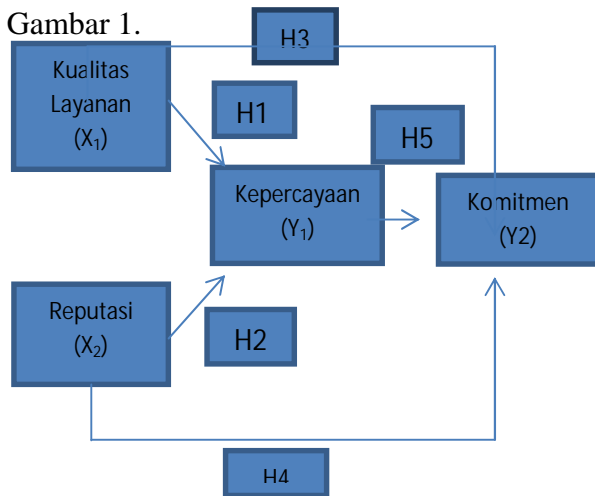 Gambar 1.
H3
Kualitas
Layanan
(X₁)
H1
H5
Kepercayaan
(Y₁)
Komitmen
(Y2)
Reputasi
(X₂)
H2
H4